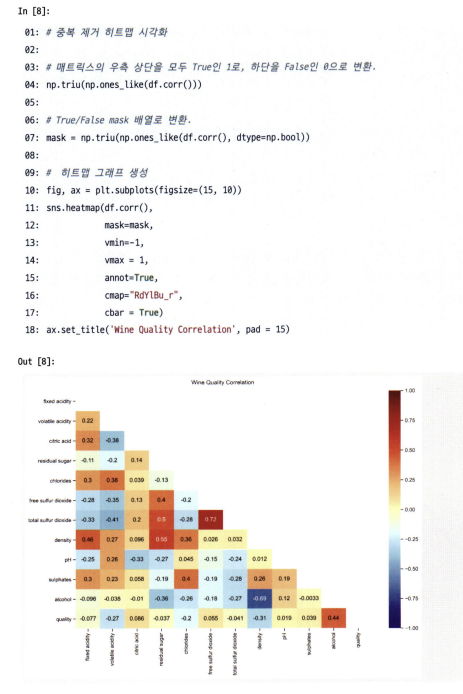 In [8]:
01: # 중복 제거 히트맵 시각화
02:
03: # 매트릭스의 우측 상단을 모두 True인 1로, 하단을 False인 0으로 변환.
04: np.triu(np.ones_like(df.corr()))
05:
06: # True/False mask 배열로 변환.
07: mask = np.triu(np.ones_like(df.corr(), dtype=np.bool))
08:
09: # 히트맵 그래프 생성
10: fig, ax = plt.subplots(figsize=(15, 10))
11: sns.heatmap(df.corr(),
12: mask=mask,
13: vmin=-1,
14: vmax = 1,
15: annot=True,
16: cmap="RdYlBu_r",
17: cbar = True)
18: ax.set_title('Wine Quality Correlation', pad = 15)
Out [8]:
Wine Quality Correlation
fixed acidity
volatile acidity 0.22
citric acid 0.32 -0.38
residual sugar -0.11 -0.2 0.14
chlorides 0.3 0.38 0.039 -0.13
free sulfur dioxide -0.28 -0.35 0.13 0.4 -0.2
total sulfur dioxide -0.33 -0.41 0.2 0.5 -0.28 0.72
density 0.46 0.27 0.096 0.55 0.36 0.026 0.032
pH -0.25 0.26 -0.33 -0.27 0.045 -0.15 -0.24 0.012
sulphates 0.3 0.23 0.058 -0.19 0.4 -0.19 -0.28 0.26 0.19
alcohol -0.096 -0.038 -0.01 -0.36 -0.26 -0.18 -0.27 -0.69 0.12 -0.0033
quality -0.077 -0.27 0.086 -0.037 -0.2 0.055 -0.041 -0.31 0.019 0.039 0.44
fixed acidity
volatile acidity
citric acid
residual sugar
chlorides
free sulfur dioxide
total sulfur dioxide
density
pH
sulphates
alcohol
quality
1.00
0.75
0.50
0.25
0.00
-0.25
-0.50
-0.75
-1.00